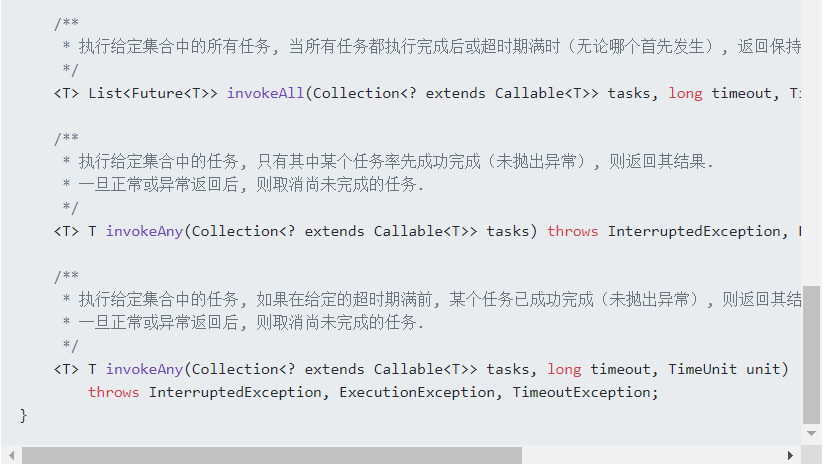 /**
* 执行给定集合中的所有任务, 当所有任务都执行完成后或超时期满时（无论哪个首先发生）, 返回保持
*/
<T> List<Future<T>> invokeAll(Collection<? extends Callable<T>> tasks, long timeout, Ti
/**
* 执行给定集合中的任务, 只有其中某个任务率先成功完成（未抛出异常）, 则返回其结果.
* 一旦正常或异常返回后, 则取消尚未完成的任务.
*/
<T> T invokeAny(Collection<? extends Callable<T>> tasks) throws InterruptedException,
/**
* 执行给定集合中的任务, 如果在给定的超时期满前, 某个任务已成功完成（未抛出异常）, 则返回其结
* 一旦正常或异常返回后, 则取消尚未完成的任务.
*/
<T> T invokeAny(Collection<? extends Callable<T>> tasks, long timeout, TimeUnit unit)
throws InterruptedException, ExecutionException, TimeoutException;
}